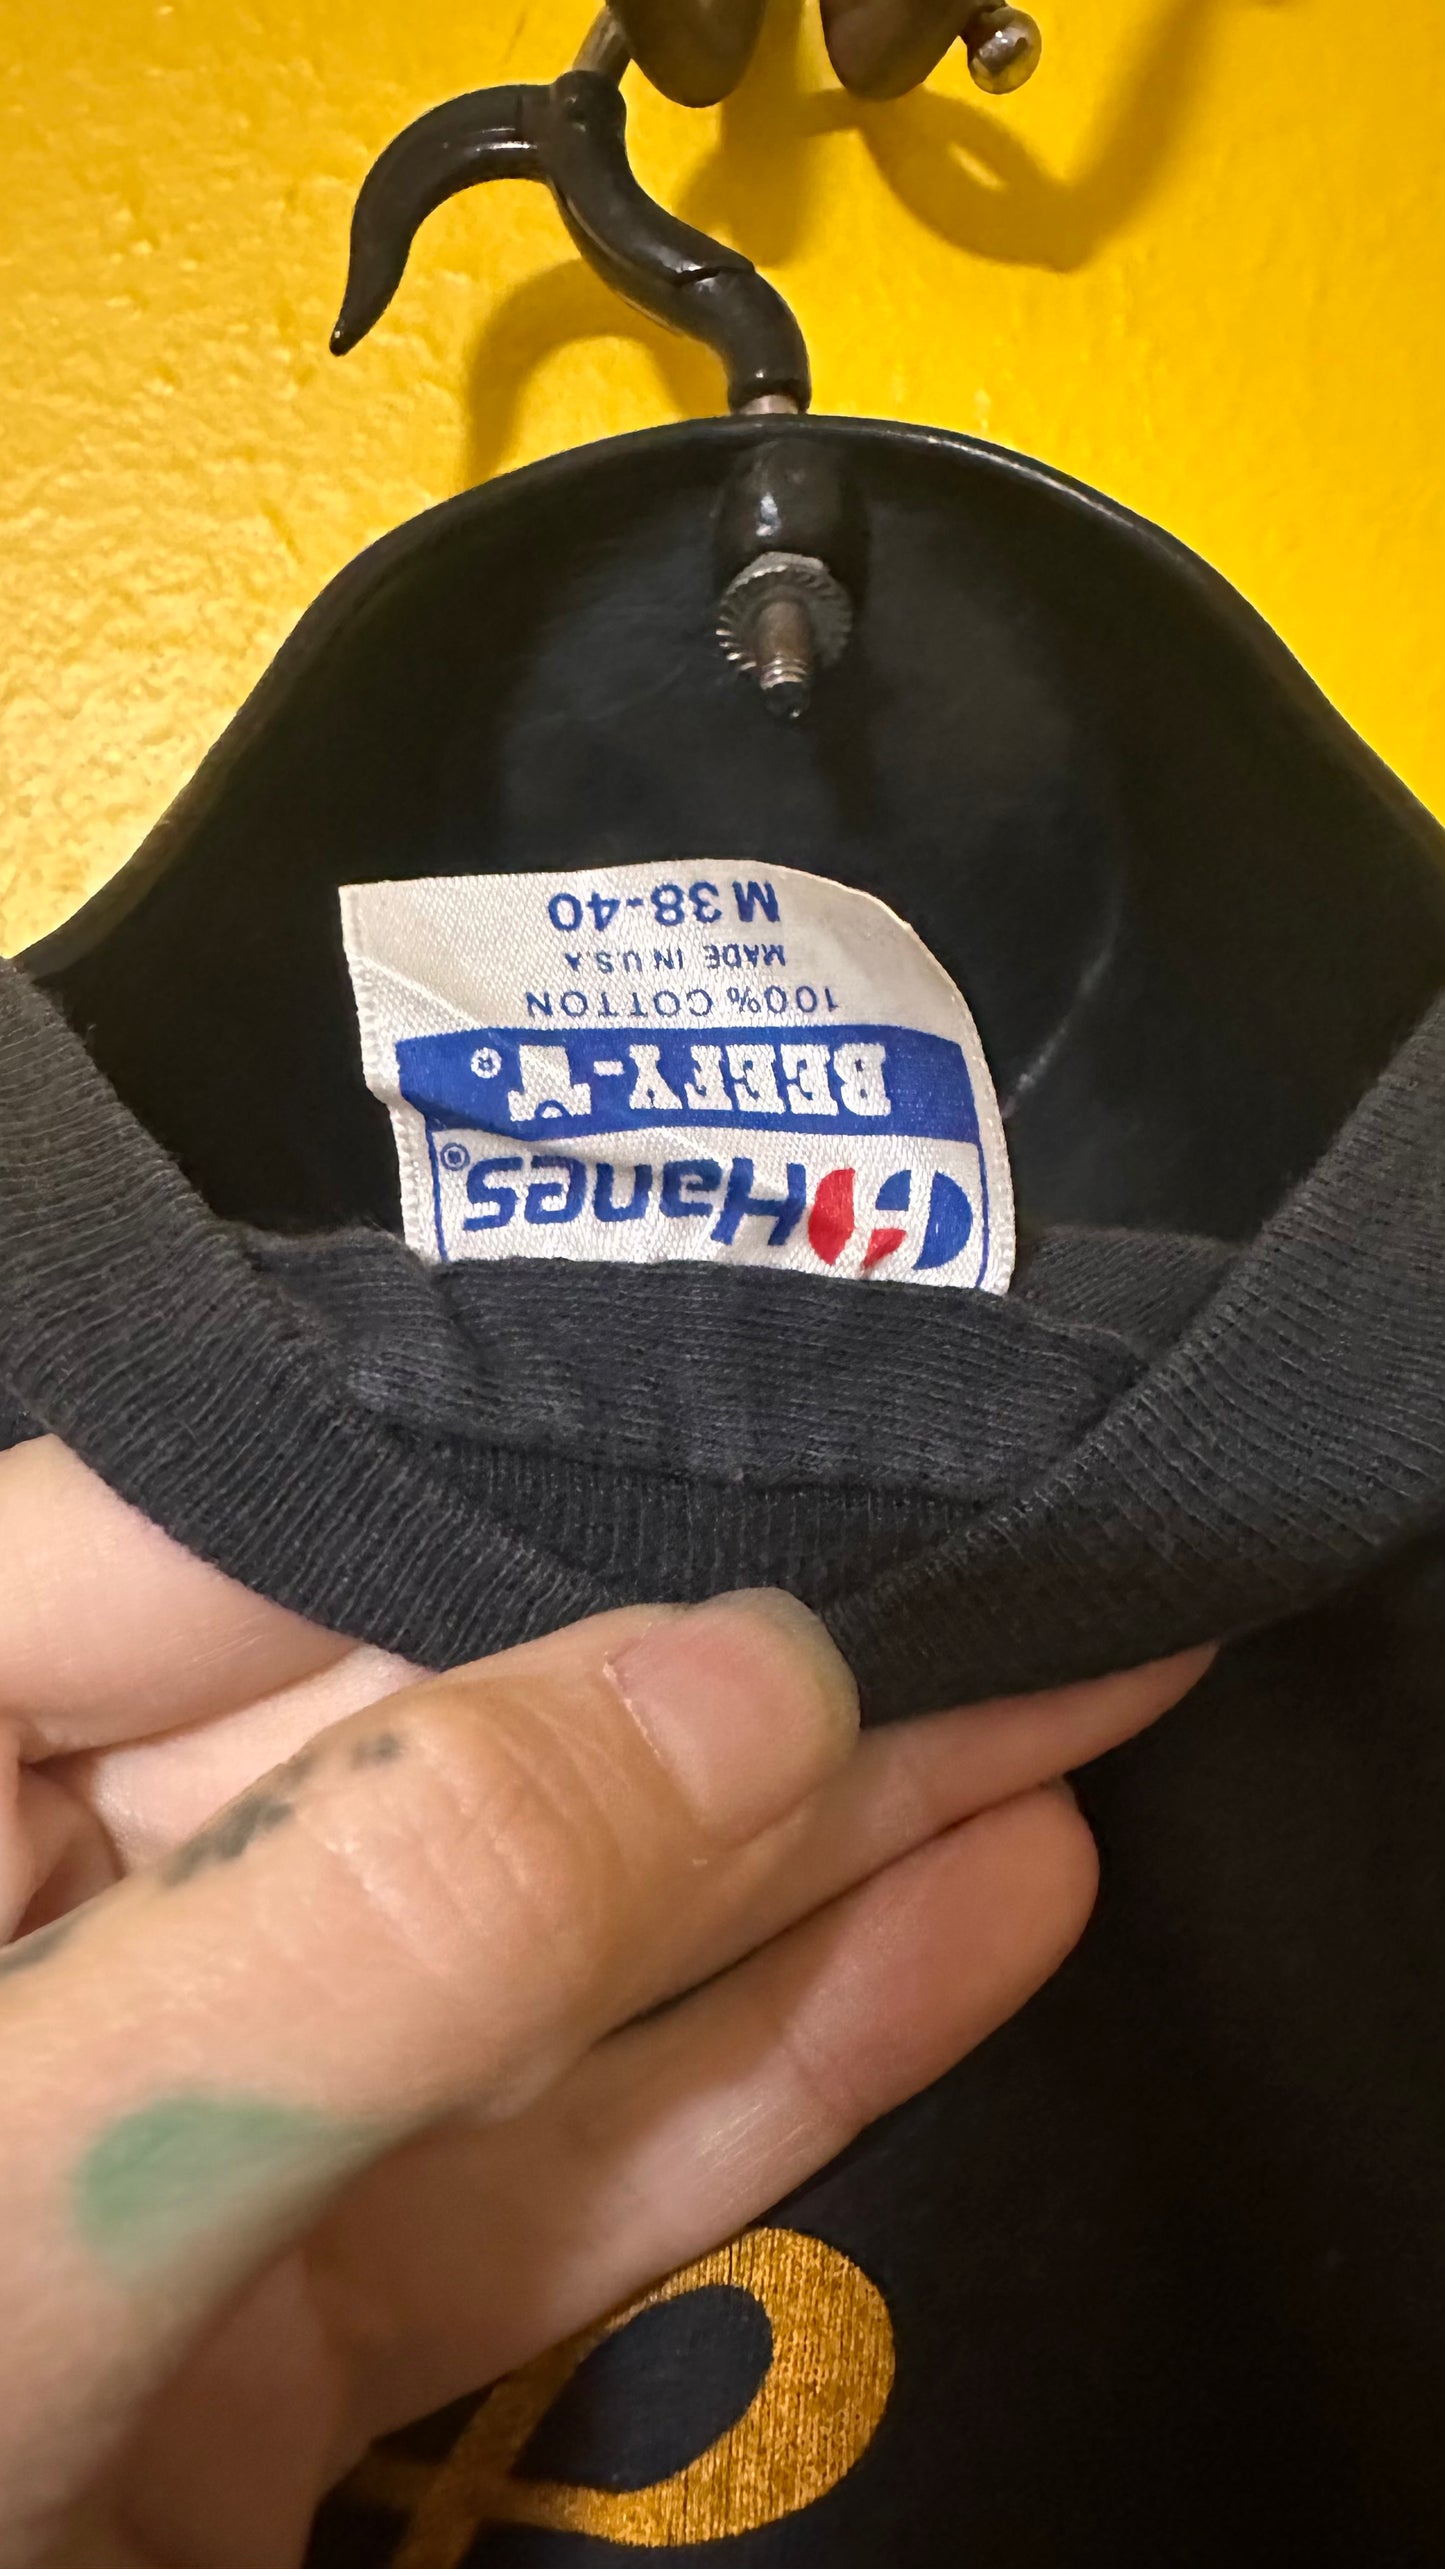 Hanes®
BEEFY-T®
100% COTTON
MADE IN U.S.A
M 38-40